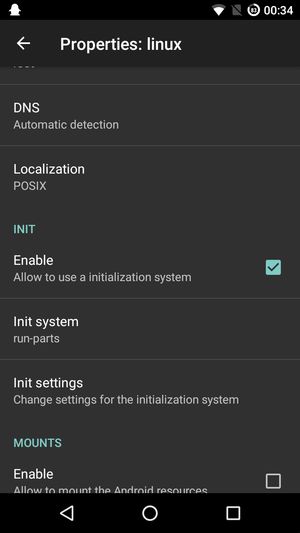 83 00:34
Properties: linux
DNS
Automatic detection
Localization
POSIX
INIT
Enable
Allow to use a initialization system
Init system
run-parts
Init settings
Change settings for the initialization system
MOUNTS
Enable
Allow to mount the Android resources